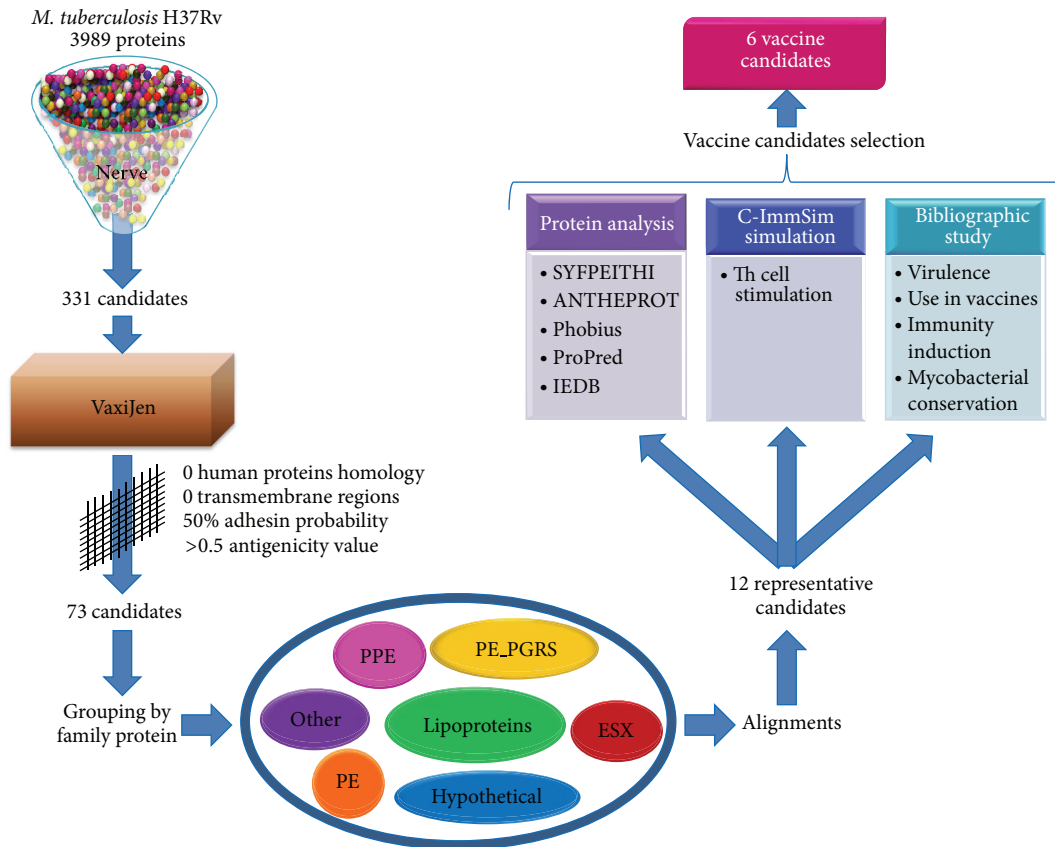 M. tuberculosis H37Rv
3989 proteins
Nerve
331 candidates
VaxiJen
0 human proteins homology
0 transmembrane regions
50% adhesin probability
>0.5 antigenicity value
73 candidates
Grouping by
family protein
PPE
PE_PGRS
Other
Lipoproteins
ESX
PE
Hypothetical
Alignments
12 representative
candidates
Protein analysis
• SYFPEITHI
• ANTHEPROT
• Phobius
• ProPred
• IEDB
C-ImmSim
simulation
• Th cell
stimulation
Bibliographic
study
• Virulence
• Use in vaccines
• Immunity
induction
• Mycobacterial
conservation
Vaccine candidates selection
6 vaccine
candidates